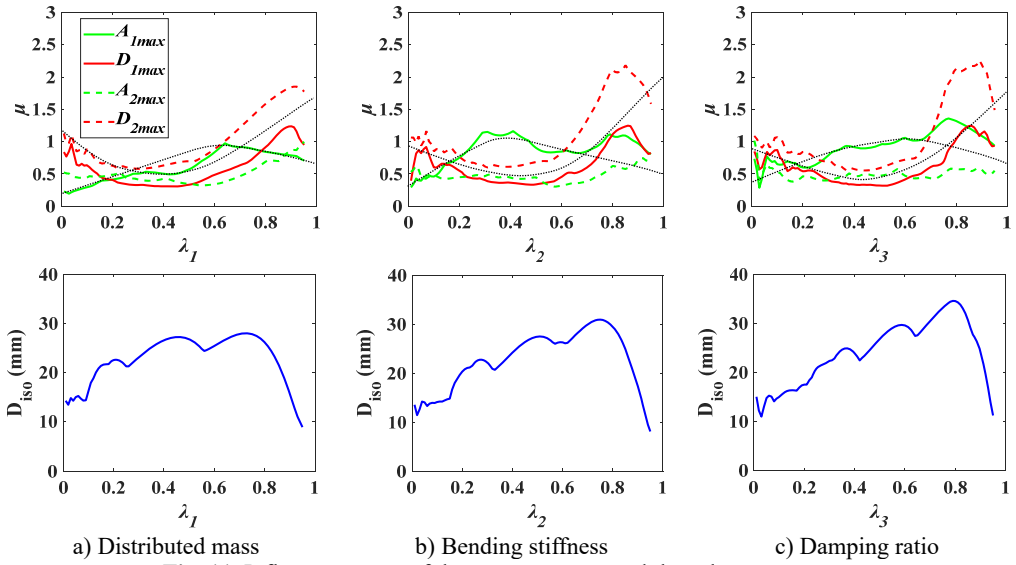 3
2.5
2
1.5
1
0.5
0
μ
A1max
D1max
A2max
D2max
0 0.2 0.4 0.6 0.8 1
λ1
3
2.5
2
1.5
1
0.5
0
μ
0 0.2 0.4 0.6 0.8 1
λ2
3
2.5
2
1.5
1
0.5
0
μ
0 0.2 0.4 0.6 0.8 1
λ3
40
30
20
10
0
Diso (mm)
0 0.2 0.4 0.6 0.8 1
λ1
40
30
20
10
0
Diso (mm)
0 0.2 0.4 0.6 0.8 1
λ2
40
30
20
10
0
Diso (mm)
0 0.2 0.4 0.6 0.8 1
λ3
a) Distributed mass
b) Bending stiffness
c) Damping ratio